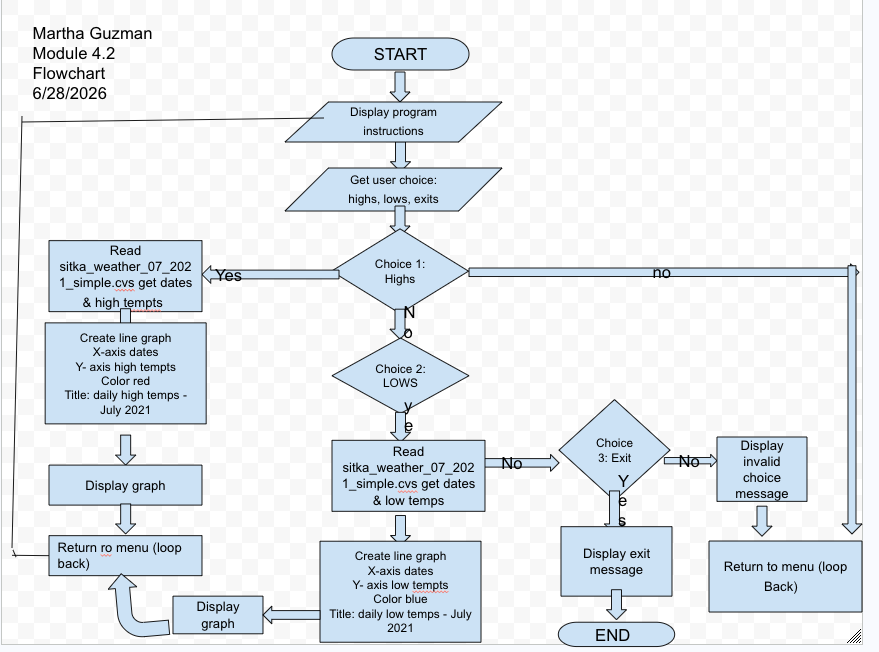 Martha Guzman
Module 4.2
Flowchart
6/28/2026
START
Display program
instructions
Get user choice:
highs, lows, exits
Choice 1:
Highs
Yes
no
Read
sitka_weather_07_202
1_simple.cvs get dates
& high tempts
No
Create line graph
X-axis dates
Y- axis high tempts
Color red
Title: daily high temps -
July 2021
Choice 2:
LOWS
ye
Display graph
Read
sitka_weather_07_202
1_simple.cvs get dates
& low temps
No
Choice
3: Exit
No
Display
invalid
choice
message
Yes
Return ro menu (loop
back)
Create line graph
X-axis dates
Y- axis low tempts
Color blue
Title: daily low temps - July
2021
Display exit
message
Return to menu (loop
Back)
Display
graph
END